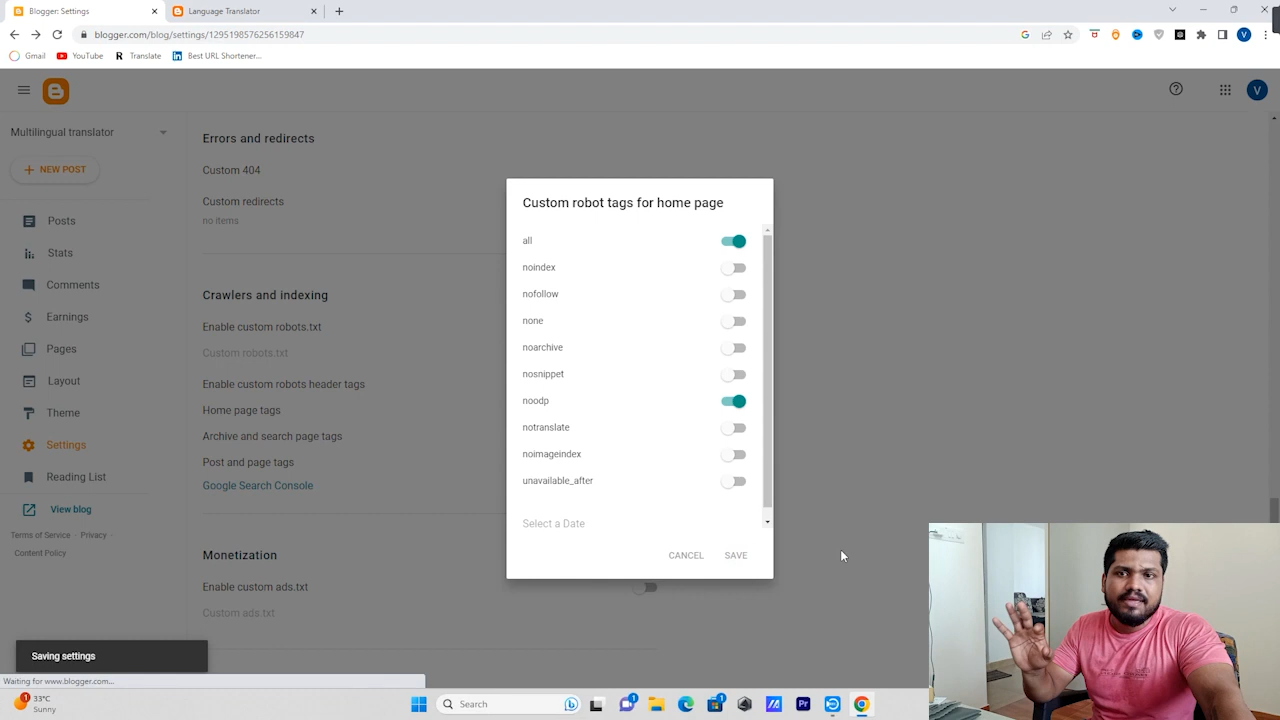 Blogger: Settings
Language Translator
blogger.com/blog/settings/1295198576256159847
V
Gmail
YouTube
R Translate
Best URL Shortener...
V
Multilingual translator
NEW POST
Posts
Stats
Comments
Earnings
Pages
Layout
Theme
Settings
Reading List
View blog
Terms of Service · Privacy ·
Content Policy
Errors and redirects
Custom 404
Custom redirects
no items
Crawlers and indexing
Enable custom robots.txt
Custom robots.txt
Enable custom robots header tags
Home page tags
Archive and search page tags
Post and page tags
Google Search Console
Monetization
Enable custom ads.txt
Custom ads.txt
Custom robot tags for home page
all
noindex
nofollow
none
noarchive
nosnippet
noodp
notranslate
noimageindex
unavailable_after
Select a Date
CANCEL SAVE
Saving settings
Waiting for www.blogger.com...
1
33°C
Sunny
Search
1
1
Pr